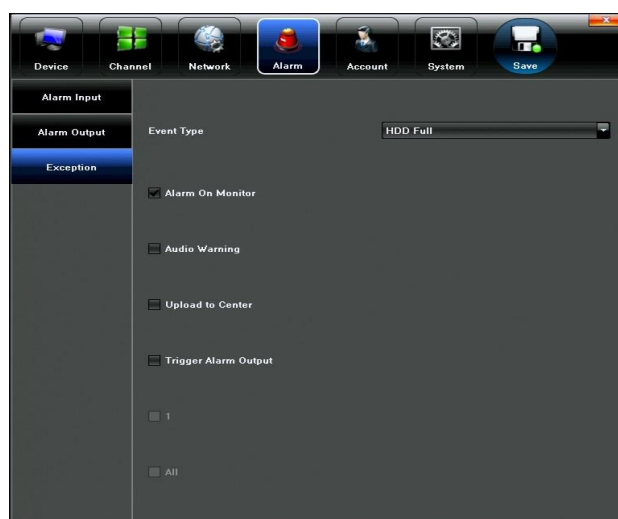 Device Channel Network Alarm Account System Save
Alarm Input
Alarm Output
Exception
Event Type HDD Full
Alarm On Monitor
Audio Warning
Upload to Center
Trigger Alarm Output
1
All